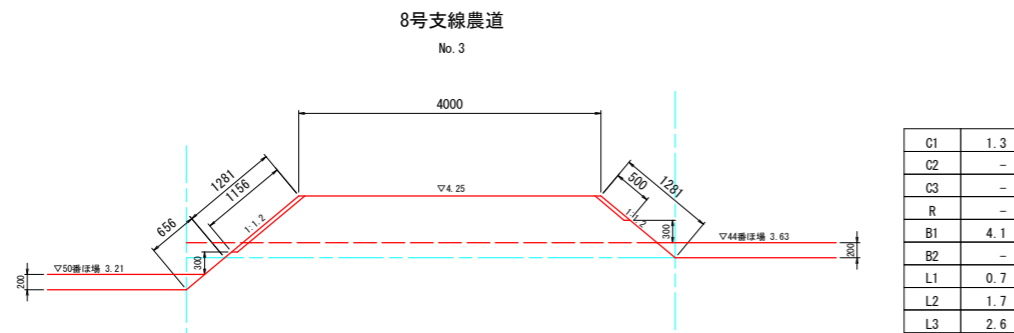 8号支線農道
No. 3
4000
1281
1156
656
1:1.2
▽4.25
500
1281
1:1.2
300
▽44番ほ場 3.63
200
▽50番ほ場 3.21
300
200
C1 1.3
C2 -
C3 -
R -
B1 4.1
B2 -
L1 0.7
L2 1.7
L3 2.6